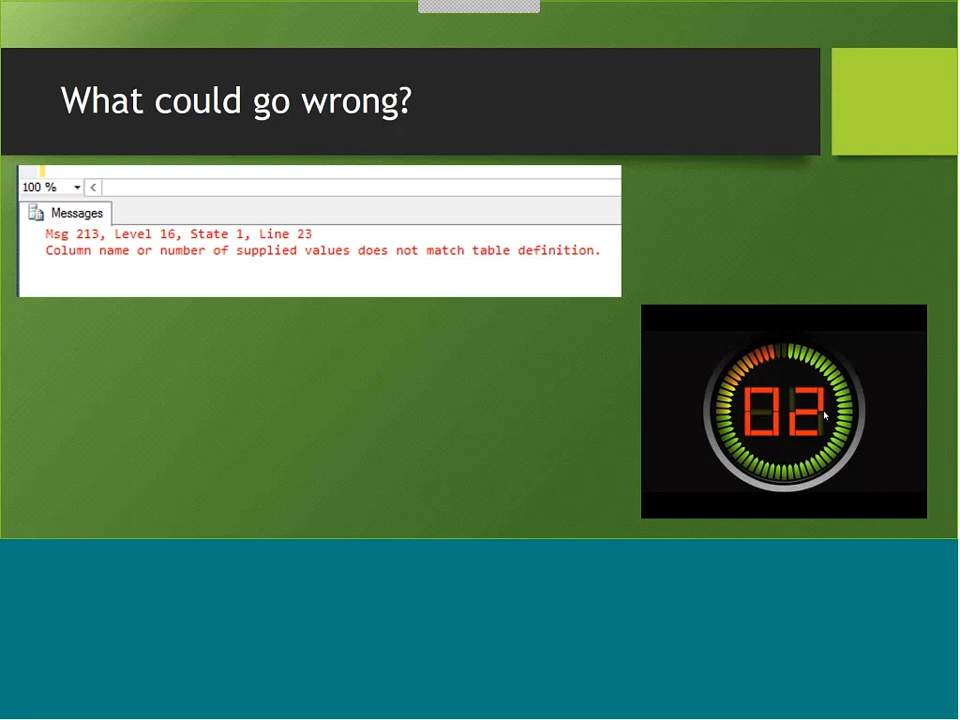 What could go wrong?
100 %
Messages
Msg 213, Level 16, State 1, Line 23
Column name or number of supplied values does not match table definition.
02